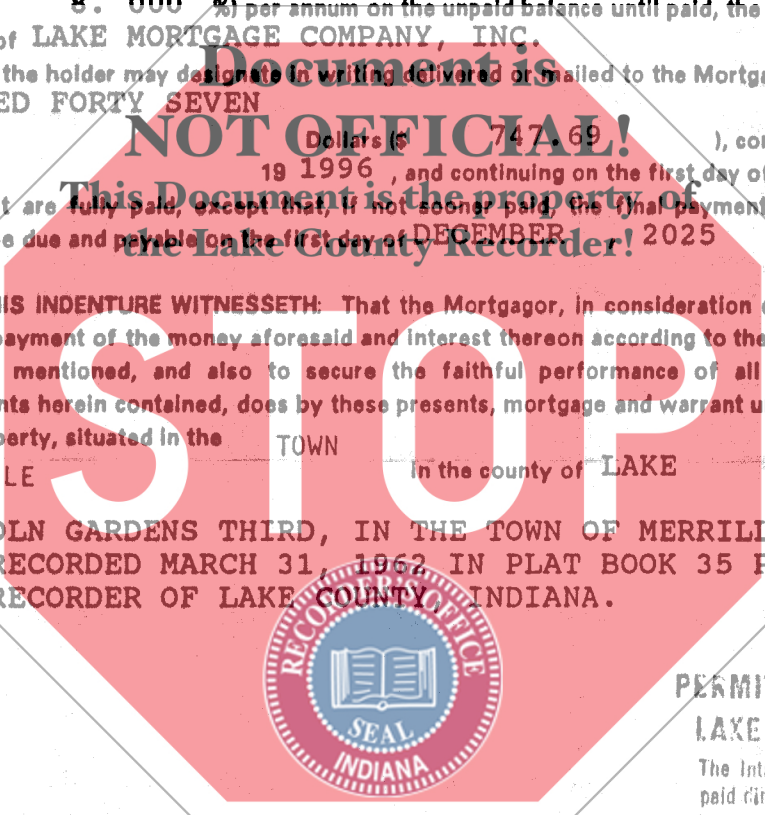 8. 000 %) per annum on the unpaid balance until paid, the
of LAKE MORTGAGE COMPANY, INC.
Document is
the holder may designate in writing delivered or mailed to the Mortga
ED FORTY SEVEN
NOT OFFICIAL!
Dollars ($ 747.69 ), con
19 1996 , and continuing on the first day of
This Document is the property of
t are fully paid, except that, if not sooner paid, the final payment
e due and payable on the first day of DECEMBER , 2025
the Lake County Recorder!
IS INDENTURE WITNESSETH: That the Mortgagor, in consideration
ayment of the money aforesaid and interest thereon according to the
mentioned, and also to secure the faithful performance of all
nts herein contained, does by these presents, mortgage and warrant u
perty, situated in the TOWN
LE in the county of LAKE
STOP
OLN GARDENS THIRD, IN THE TOWN OF MERRILL
RECORDED MARCH 31, 1962 IN PLAT BOOK 35 P
RECORDER OF LAKE COUNTY, INDIANA.
RECORDER'S OFFICE
SEAL
INDIANA
PERMI
LAKE
The Int
paid dir